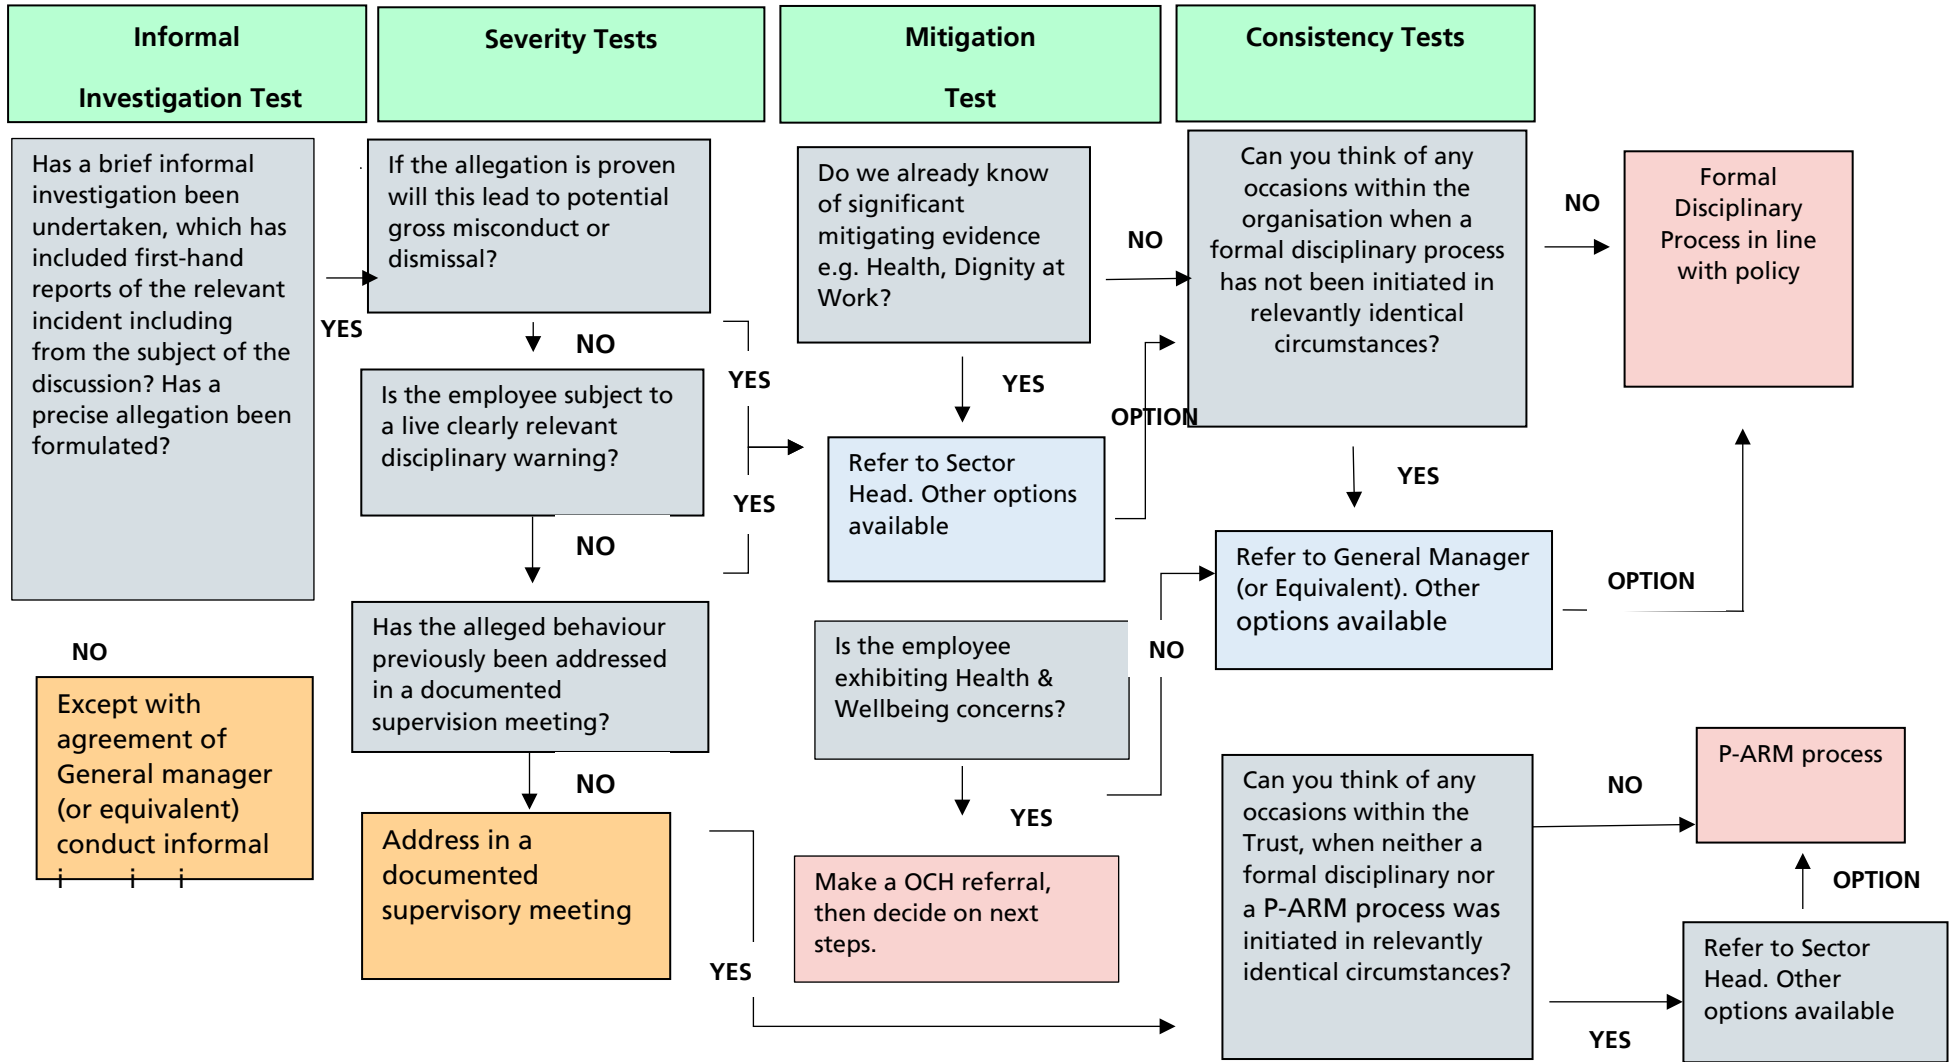 Informal
Investigation Test
Severity Tests
Mitigation
Test
Consistency Tests
Has a brief informal
investigation been
undertaken, which has
included first-hand
reports of the relevant
incident including
from the subject of the
discussion? Has a
precise allegation been
formulated?
YES
NO
Except with
agreement of
General manager
(or equivalent)
conduct informal
If the allegation is proven
will this lead to potential
gross misconduct or
dismissal?
NO
YES
Is the employee subject to
a live clearly relevant
disciplinary warning?
YES
NO
Has the alleged behaviour
previously been addressed
in a documented
supervision meeting?
NO
Address in a
documented
supervisory meeting
YES
Do we already know
of significant
mitigating evidence
e.g. Health, Dignity at
Work?
NO
YES
OPTION
Refer to Sector
Head. Other options
available
Is the employee
exhibiting Health &
Wellbeing concerns?
NO
YES
Make a OCH referral,
then decide on next
steps.
Can you think of any
occasions within the
organisation when a
formal disciplinary process
has not been initiated in
relevantly identical
circumstances?
NO
YES
Refer to General Manager
(or Equivalent). Other
options available
OPTION
Formal
Disciplinary
Process in line
with policy
Can you think of any
occasions within the
Trust, when neither a
formal disciplinary nor
a P-ARM process was
initiated in relevantly
identical circumstances?
NO
YES
P-ARM process
OPTION
Refer to Sector
Head. Other
options available